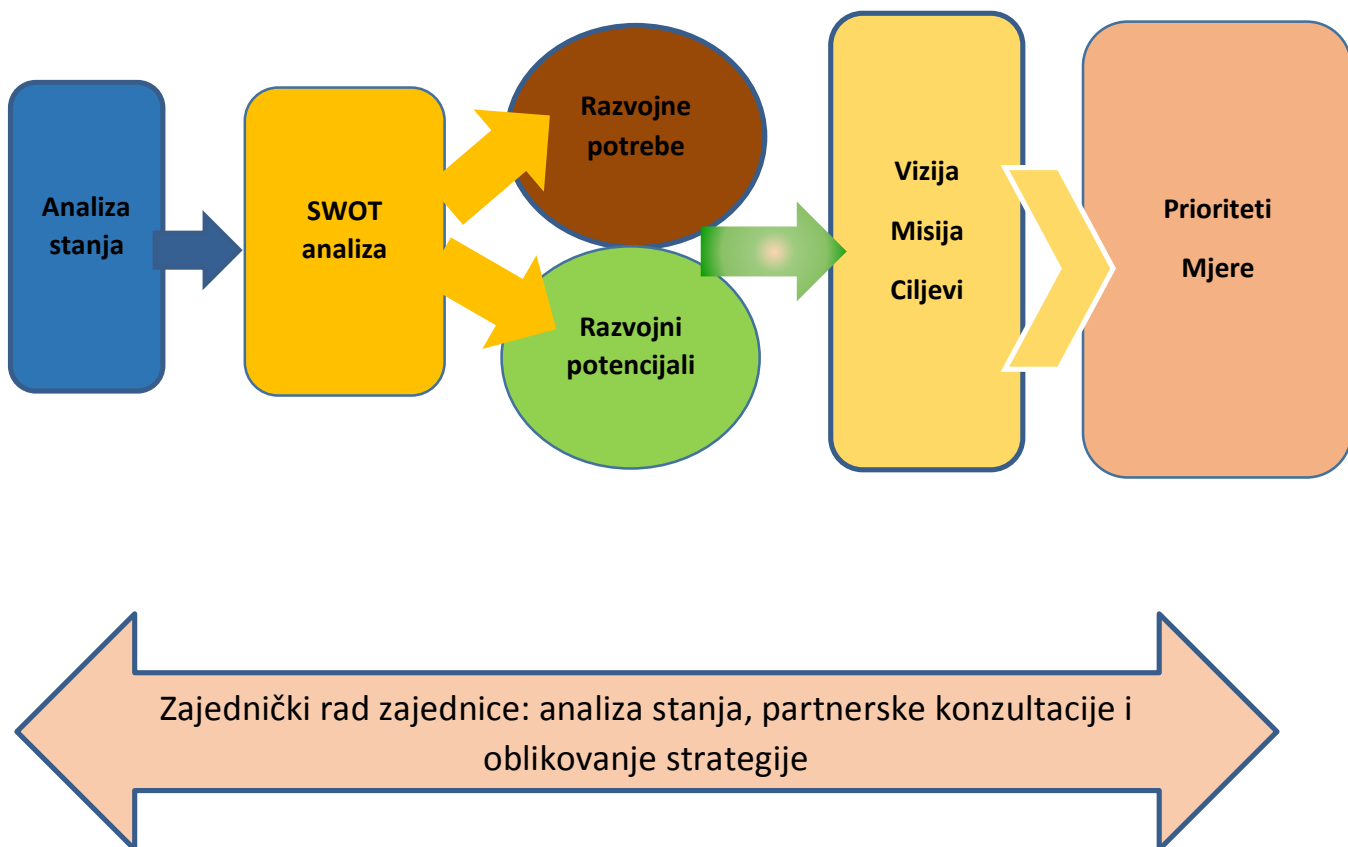 Analiza
stanja
SWOT
analiza
Razvojne
potrebe
Razvojni
potencijali
Vizija
Misija
Ciljevi
Prioriteti
Mjere
Zajednički rad zajednice: analiza stanja, partnerske konzultacije i
oblikovanje strategije